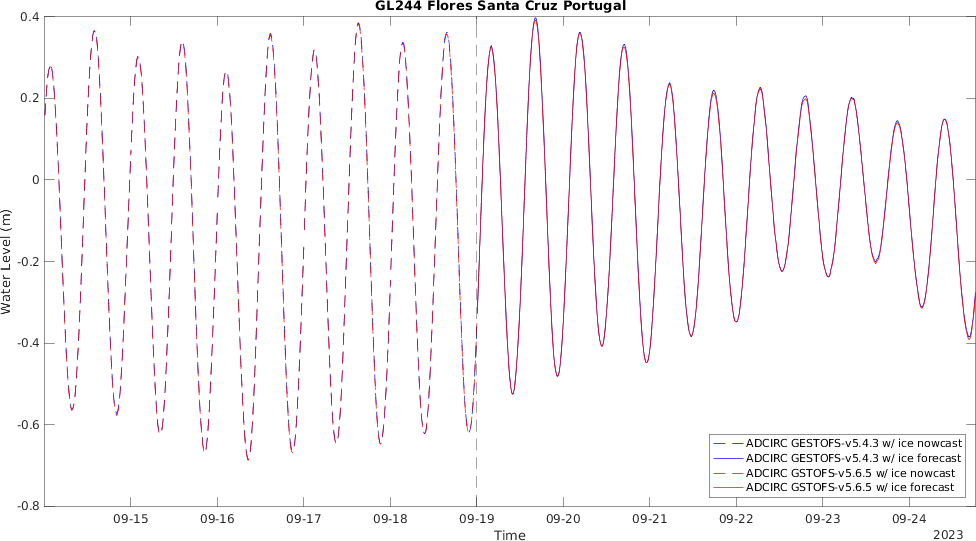 GL244 Flores Santa Cruz Portugal
0.4
0.2
0
-0.2
-0.4
-0.6
-0.8
Water Level (m)
ADCIRC GESTOFS-v5.4.3 w/ ice nowcast
ADCIRC GESTOFS-v5.4.3 w/ ice forecast
ADCIRC GSTOFS-v5.6.5 w/ ice nowcast
ADCIRC GSTOFS-v5.6.5 w/ ice forecast
09-15 09-16 09-17 09-18 09-19 09-20 09-21 09-22 09-23 09-24
Time
2023